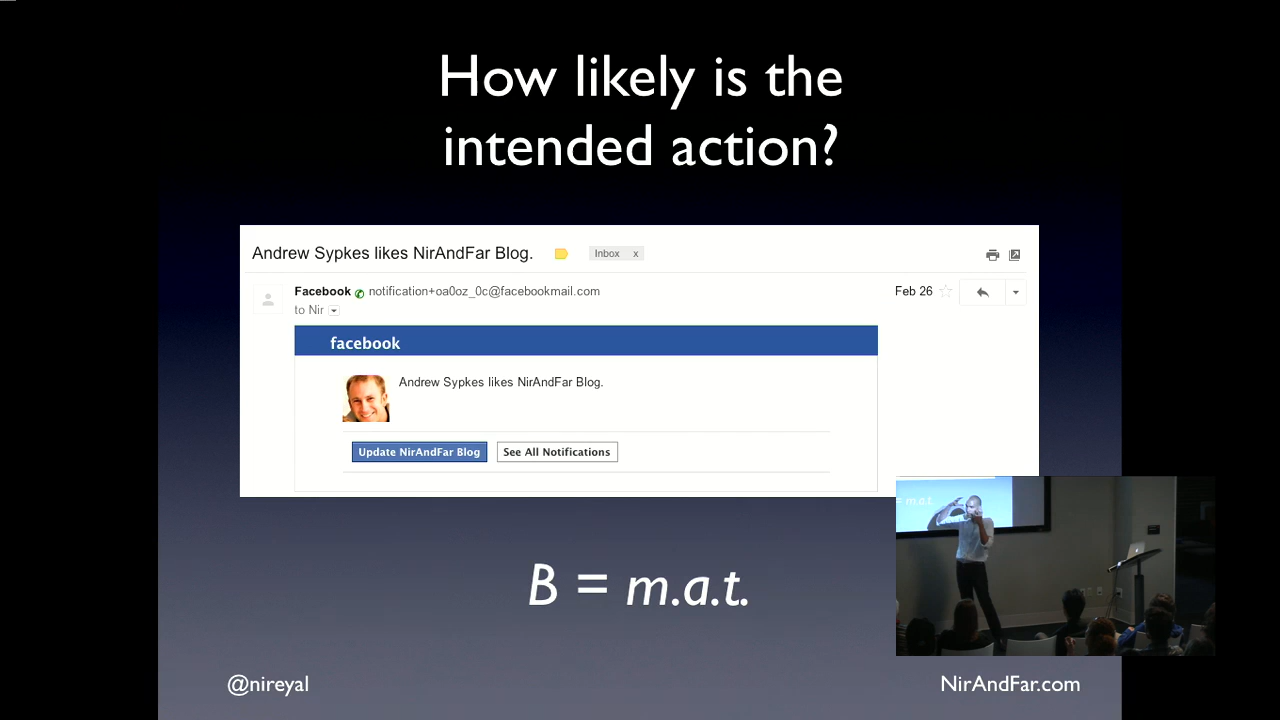 How likely is the
intended action?
Andrew Sypkes likes NirAndFar Blog.
Inbox x
Facebook notification+oa0oz_0c@facebookmail.com
Feb 26
to Nir
facebook
Andrew Sypkes likes NirAndFar Blog.
Update NirAndFar Blog See All Notifications
= m.a.t.
B = m.a.t.
@nireyal
NirAndFar.com